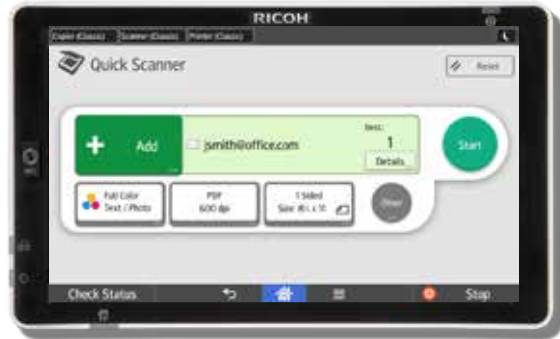 RICOH
Copier (Classic) Scanner (Classic) Printer (Classic)
Quick Scanner
Reset
Add
jsmith@office.com
Dest.:
1
Details
Start
Full Color
Text / Photo
PDF
600 dpi
1 Sided
Size: 8½ x 11
Other
Check Status
Stop